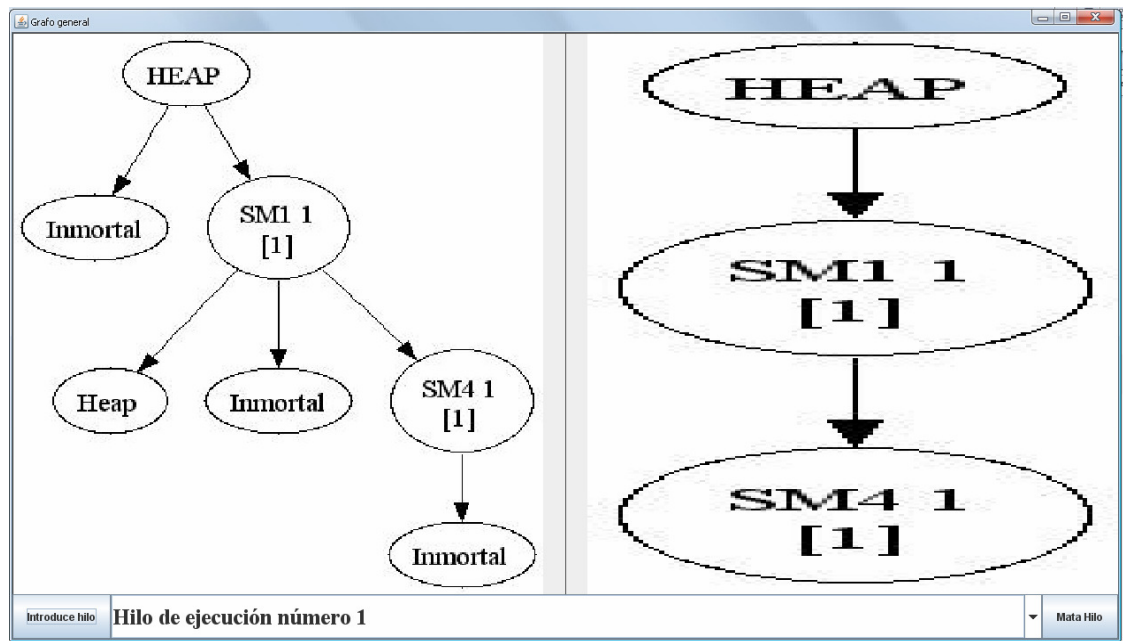 Grafo general
HEAP
Inmortal
SM1 1
[1]
Heap
Inmortal
SM4 1
[1]
Inmortal
HEAP
SM1 1
[1]
SM4 1
[1]
Introduce hilo
Hilo de ejecución número 1
Mata Hilo